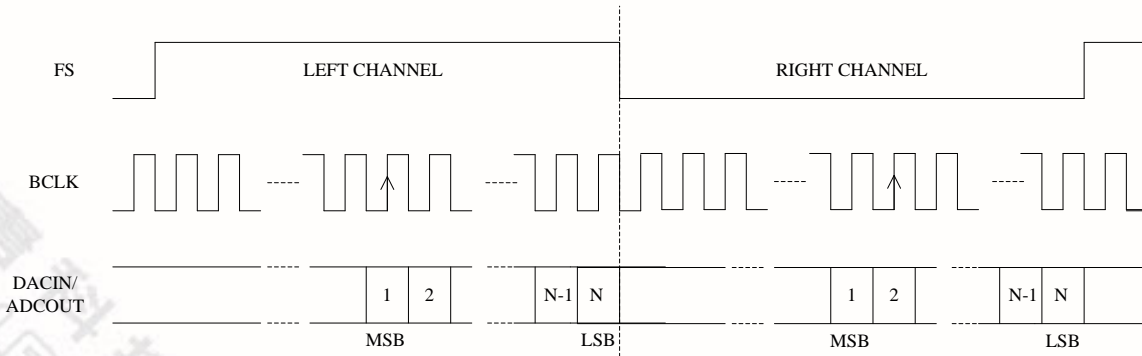 FS
LEFT CHANNEL
RIGHT CHANNEL
BCLK
DACIN/
ADCOUT
1 2 N-1 N 1 2 N-1 N
MSB LSB MSB LSB